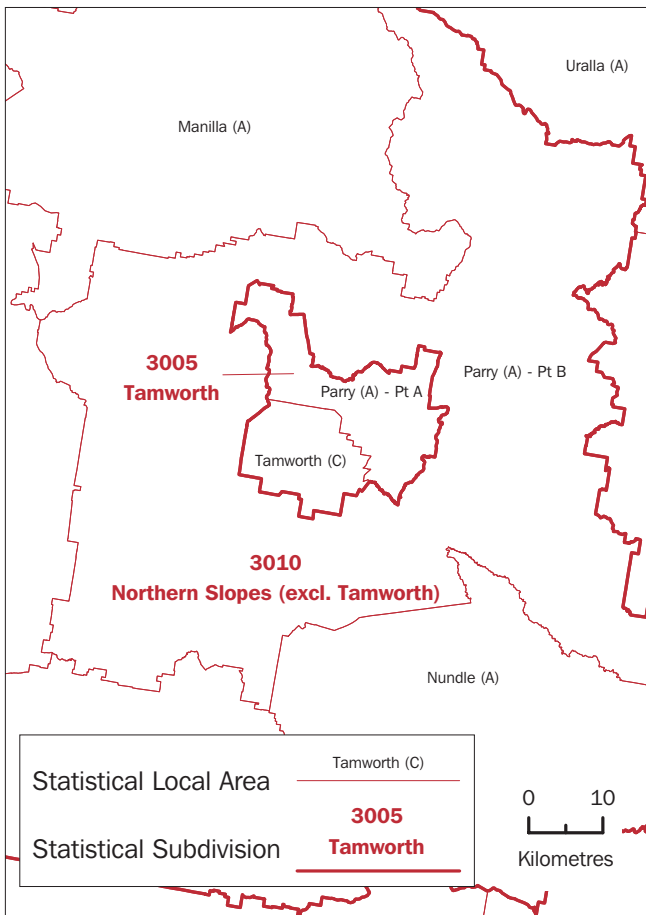 Uralla (A)
Manilla (A)
3005
Tamworth
Parry (A) - Pt A
Parry (A) - Pt B
Tamworth (C)
3010
Northern Slopes (excl. Tamworth)
Nundle (A)
Statistical Local Area
Tamworth (C)
Statistical Subdivision
3005
Tamworth
0 10
Kilometres